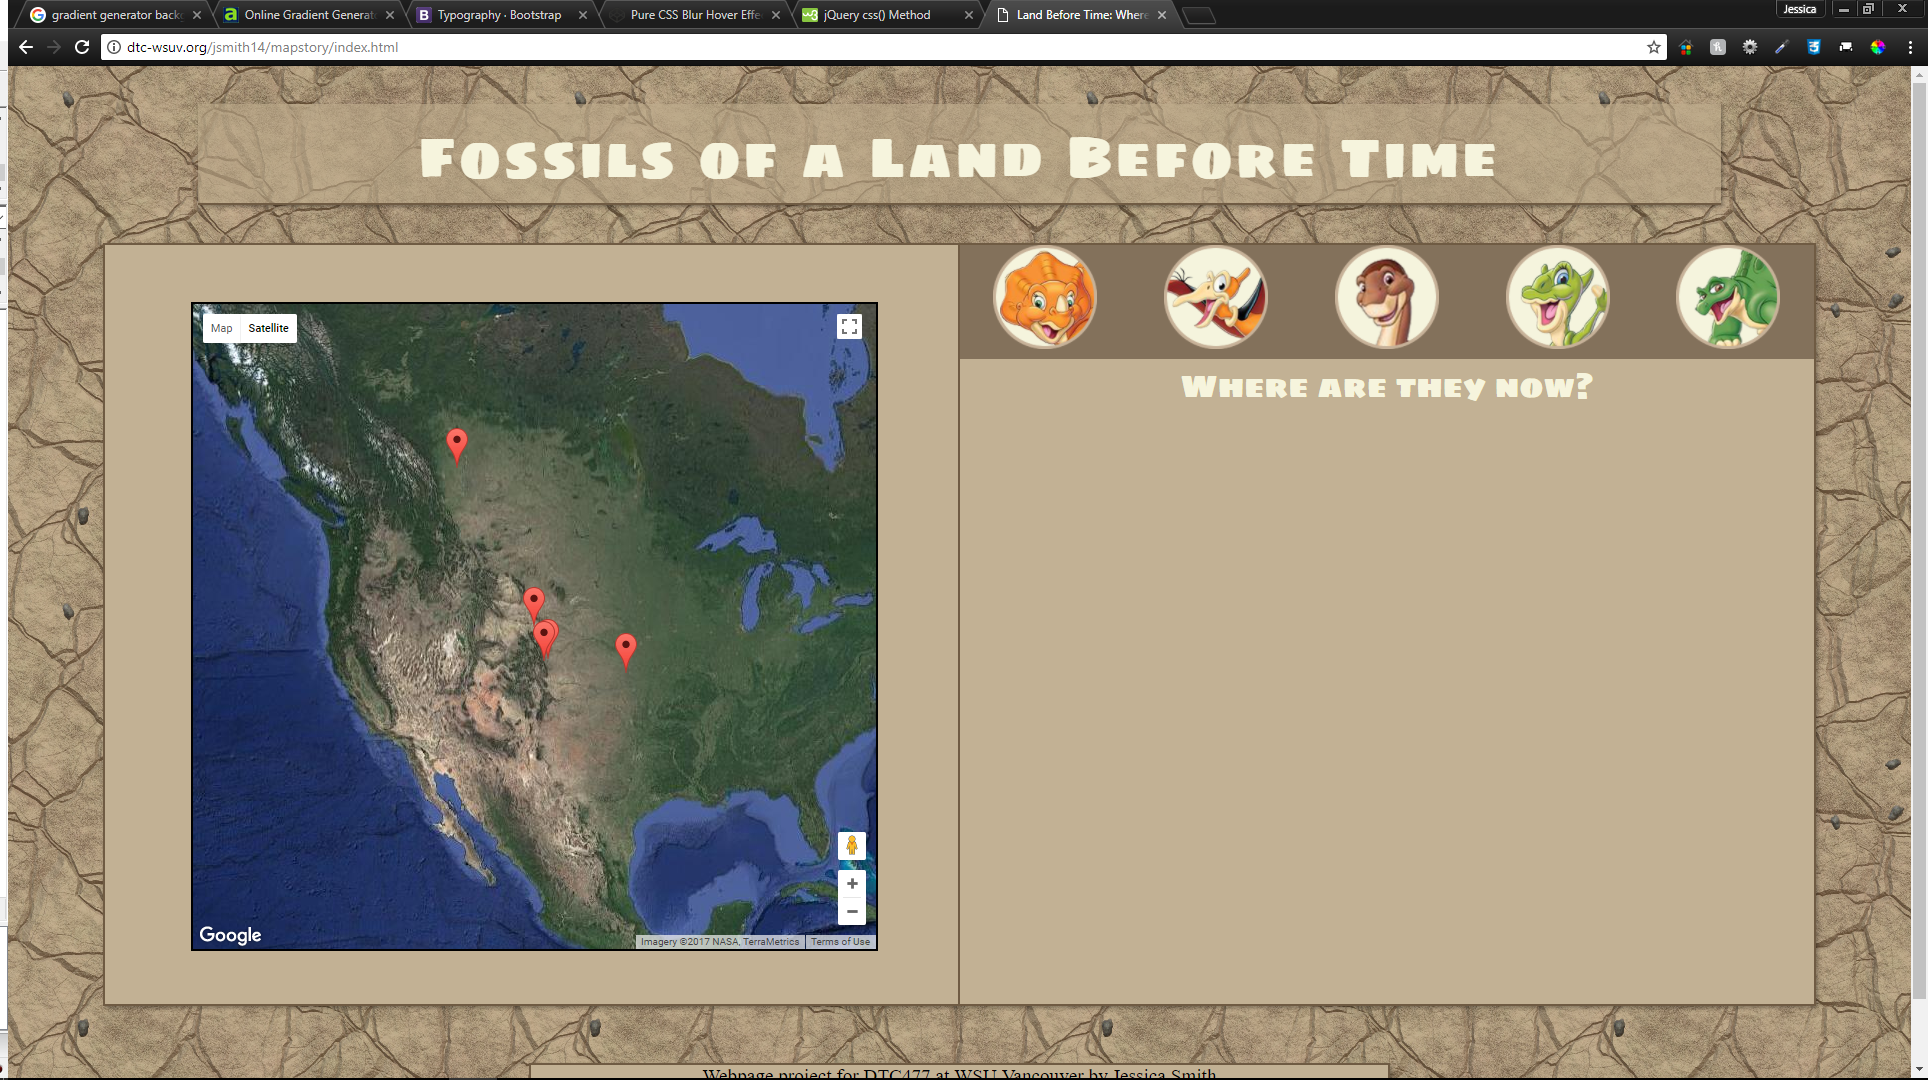 gradient generator back
Online Gradient Generat
Typography · Bootstrap
Pure CSS Blur Hover Effe
jQuery css() Method
Land Before Time: Where
Jessica
dtc-wsuv.org/jsmith14/mapstory/index.html
Fossils of a Land Before Time
Map
Satellite
Where are they now?
Google
Imagery ©2017 NASA, TerraMetrics
Terms of Use
Webpage project for DTC477 at WSU Vancouver by Jessica Smith